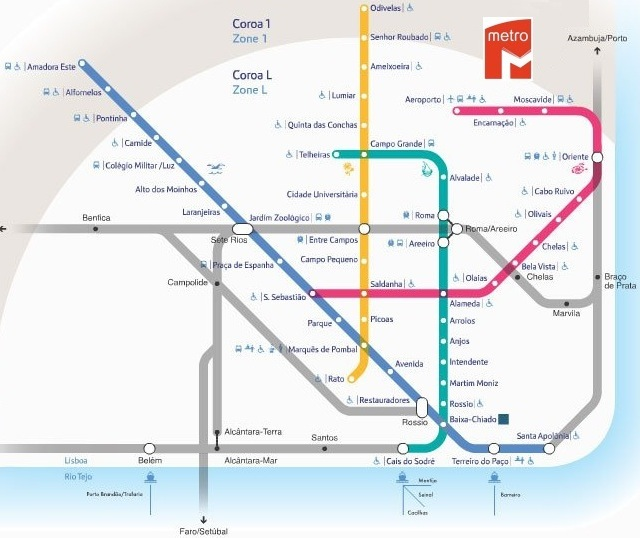 Odivelas
Coroa 1
Zone 1
metro
Senhor Roubado
Azambuja/Porto
Amadora Este
Ameixoeira
Coroa L
Zone L
Alfornelos
Lumiar
Aeroporto
Moscavide
Pontinha
Quinta das Conchas
Encarnação
Carnide
Campo Grande
Telheiras
Oriente
Colégio Militar /Luz
Alvalade
Alto dos Moinhos
Cidade Universitária
Cabo Ruivo
Laranjeiras
Jardim Zoológico
Roma
Olivais
Bentica
Roma/Areeiro
Sete Rios
Entre Campos
Areeiro
Chelas
Praça de Espanha
Campo Pequeno
Bela Vista
Campolide
Saldanha
Olaias
Chelas
Braço
de Prata
S. Sebastião
Alameda
Marvila
Parque
Picoas
Arroios
Marquês de Pombal
Anjos
Avenida
Intendente
Rato
Martim Moniz
Restauradores
Rossio
Rossio
Baixa-Chiado
Alcântara-Terra
Santos
Santa Apolónia
Lisboa
Belém
Alcântara-Mar
Cais do Sodré
Terreiro do Paço
Rio Tejo
Porto Brandão/Trafaria
Montijo
Seixal
Barreiro
Cacilhas
Faro/Setúbal